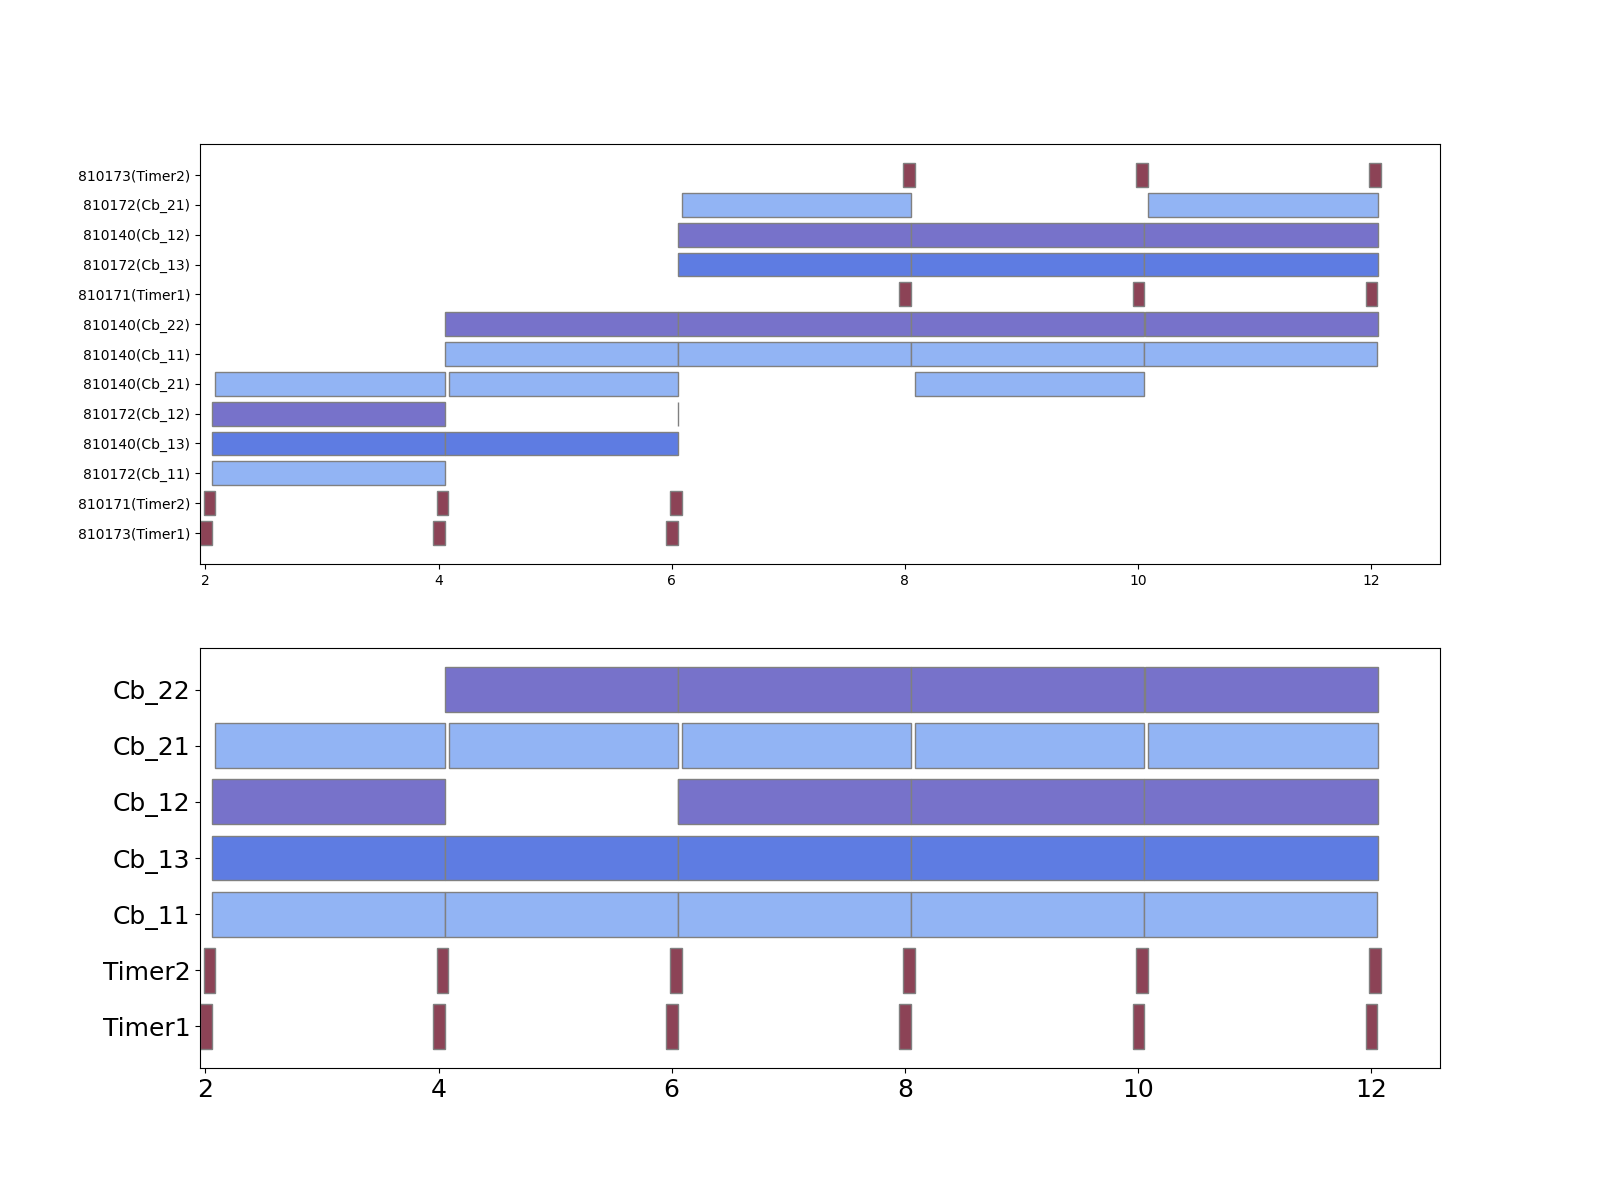 810173(Timer2)
810172(Cb_21)
810140(Cb_12)
810172(Cb_13)
810171(Timer1)
810140(Cb_22)
810140(Cb_11)
810140(Cb_21)
810172(Cb_12)
810140(Cb_13)
810172(Cb_11)
810171(Timer2)
810173(Timer1)
2 4 6 8 10 12
Cb_22
Cb_21
Cb_12
Cb_13
Cb_11
Timer2
Timer1
2 4 6 8 10 12